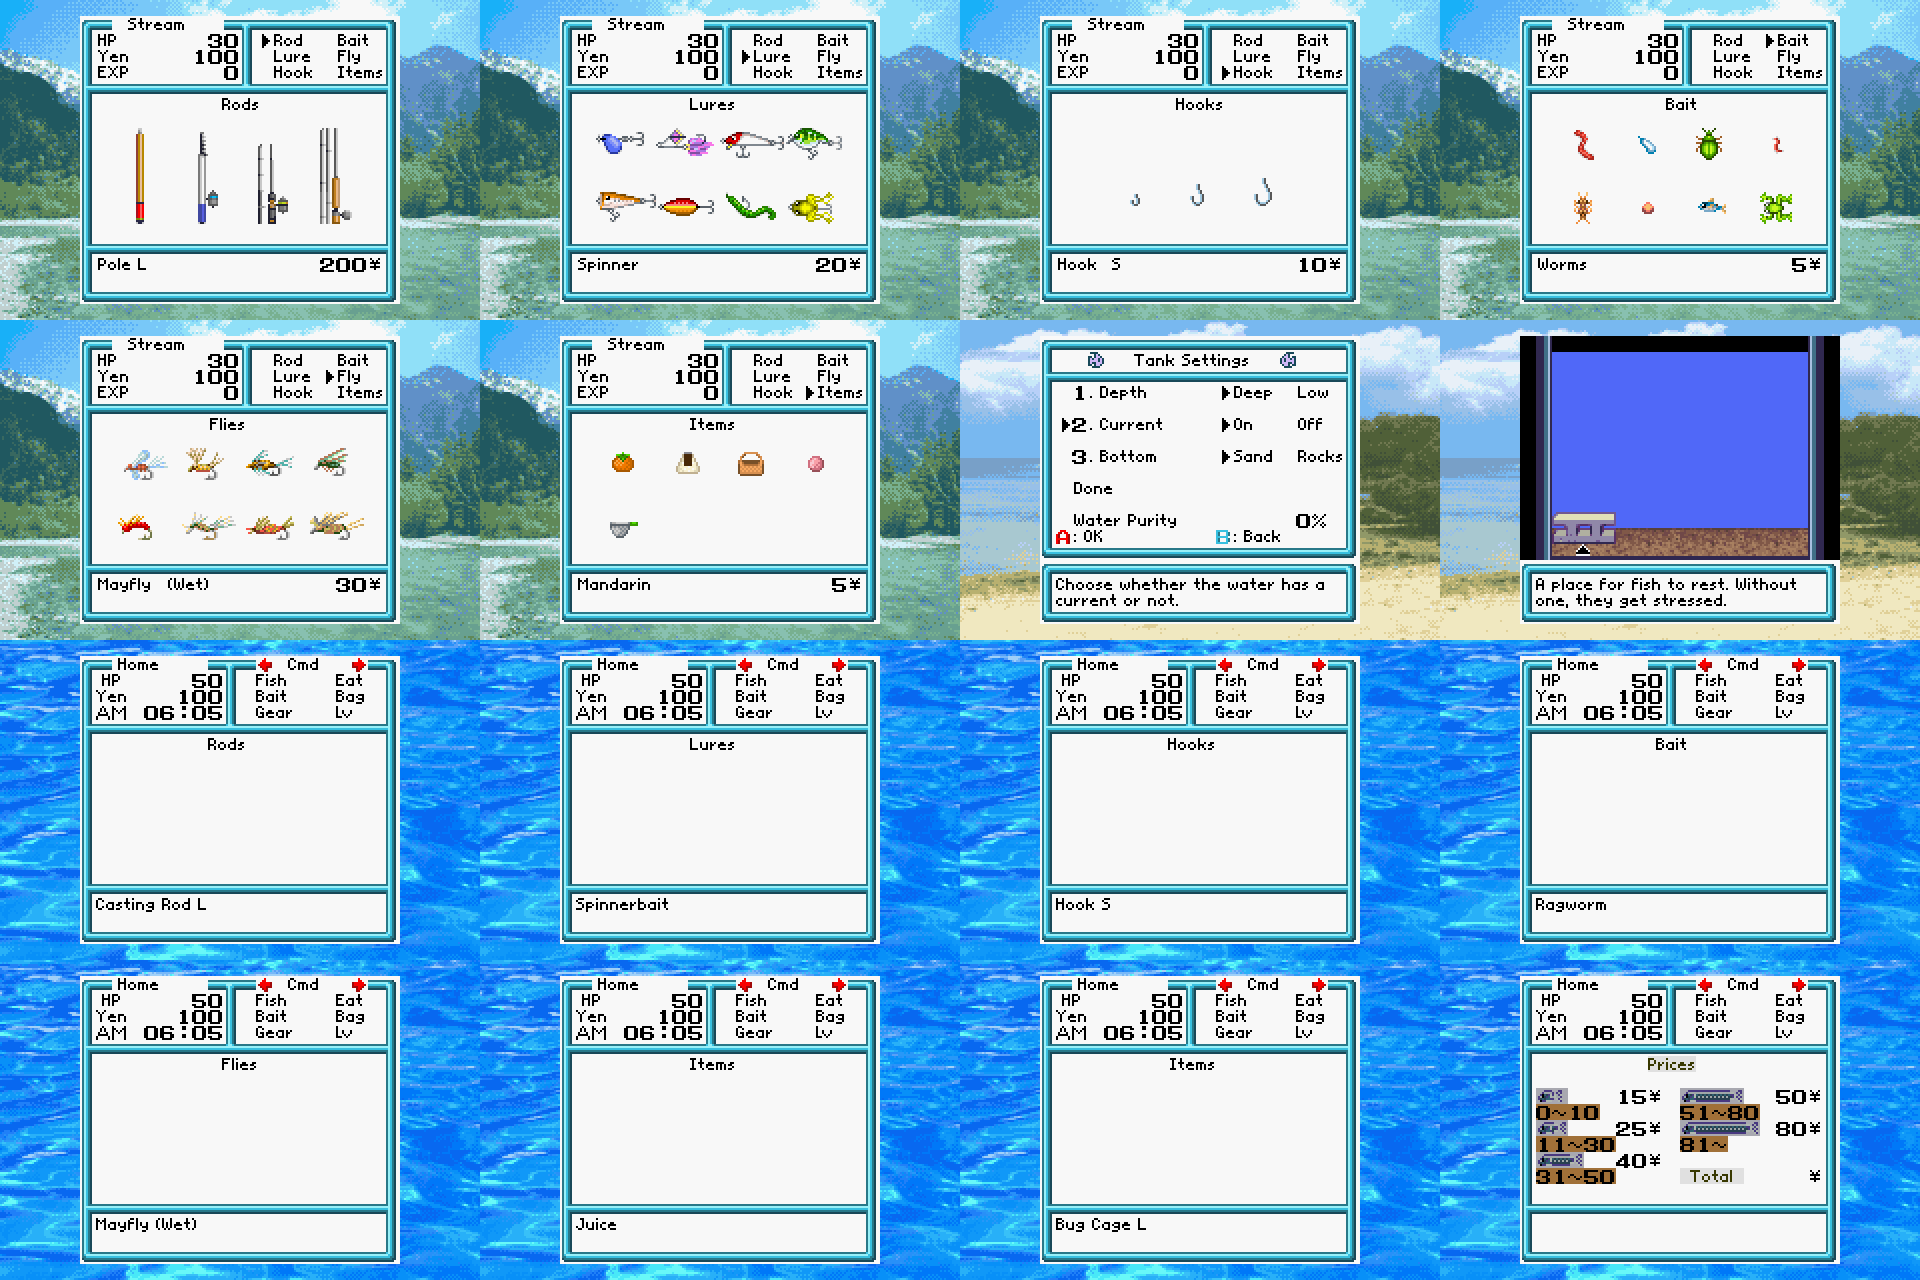 Stream
HP 30
Yen 100
EXP 0
Rod Bait
Lure Fly
Hook Items
Rods
Pole L 200¥
Stream
HP 30
Yen 100
EXP 0
Rod Bait
Lure Fly
Hook Items
Lures
Spinner 20¥
Stream
HP 30
Yen 100
EXP 0
Rod Bait
Lure Fly
Hook Items
Hooks
Hook S 10¥
Stream
HP 30
Yen 100
EXP 0
Rod Bait
Lure Fly
Hook Items
Bait
Worms 5¥
Stream
HP 30
Yen 100
EXP 0
Rod Bait
Lure Fly
Hook Items
Flies
Mayfly (Wet) 30¥
Stream
HP 30
Yen 100
EXP 0
Rod Bait
Lure Fly
Hook Items
Items
Mandarin 5¥
Tank Settings
1. Depth Deep Low
2. Current On Off
3. Bottom Sand Rocks
Done
Water Purity 0%
A: OK B: Back
Choose whether the water has a
current or not.
A place for fish to rest. Without
one, they get stressed.
Home
HP 50
Yen 100
AM 06:05
Cmd
Fish Eat
Bait Bag
Gear Lv
Rods
Casting Rod L
Home
HP 50
Yen 100
AM 06:05
Cmd
Fish Eat
Bait Bag
Gear Lv
Lures
Spinnerbait
Home
HP 50
Yen 100
AM 06:05
Cmd
Fish Eat
Bait Bag
Gear Lv
Hooks
Hook S
Home
HP 50
Yen 100
AM 06:05
Cmd
Fish Eat
Bait Bag
Gear Lv
Bait
Ragworm
Home
HP 50
Yen 100
AM 06:05
Cmd
Fish Eat
Bait Bag
Gear Lv
Flies
Mayfly (Wet)
Home
HP 50
Yen 100
AM 06:05
Cmd
Fish Eat
Bait Bag
Gear Lv
Items
Juice
Home
HP 50
Yen 100
AM 06:05
Cmd
Fish Eat
Bait Bag
Gear Lv
Items
Bug Cage L
Home
HP 50
Yen 100
AM 06:05
Cmd
Fish Eat
Bait Bag
Gear Lv
Prices
15¥ 50¥
0~10 51~80
25¥ 80¥
11~30 81~
40¥
31~50 Total ¥